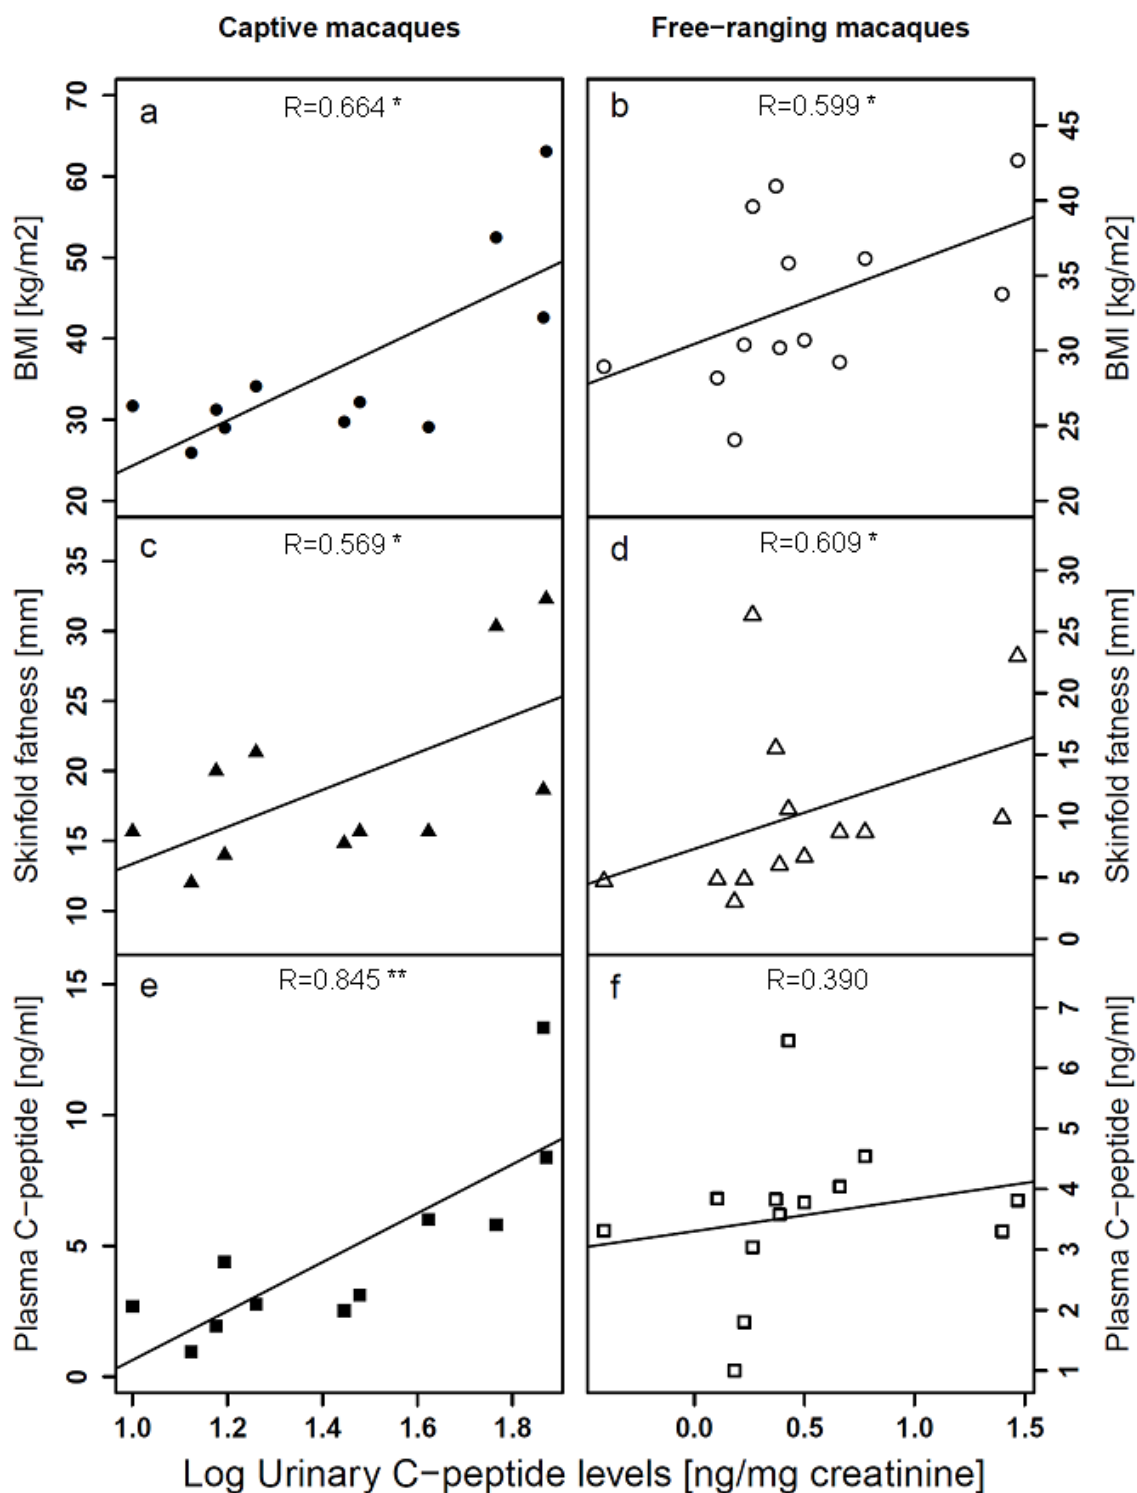 Captive macaques
Free-ranging macaques
a
R=0.664 *
BMI [kg/m2]
70
60
50
40
30
20
b
R=0.599 *
BMI [kg/m2]
45
40
35
30
25
20
c
R=0.569 *
Skinfold fatness [mm]
35
30
25
20
15
10
d
R=0.609 *
Skinfold fatness [mm]
30
25
20
15
10
5
0
e
R=0.845 **
Plasma C-peptide [ng/ml]
15
10
5
0
f
R=0.390
Plasma C-peptide [ng/ml]
7
6
5
4
3
2
1
1.0 1.2 1.4 1.6 1.8
0.0 0.5 1.0 1.5
Log Urinary C-peptide levels [ng/mg creatinine]